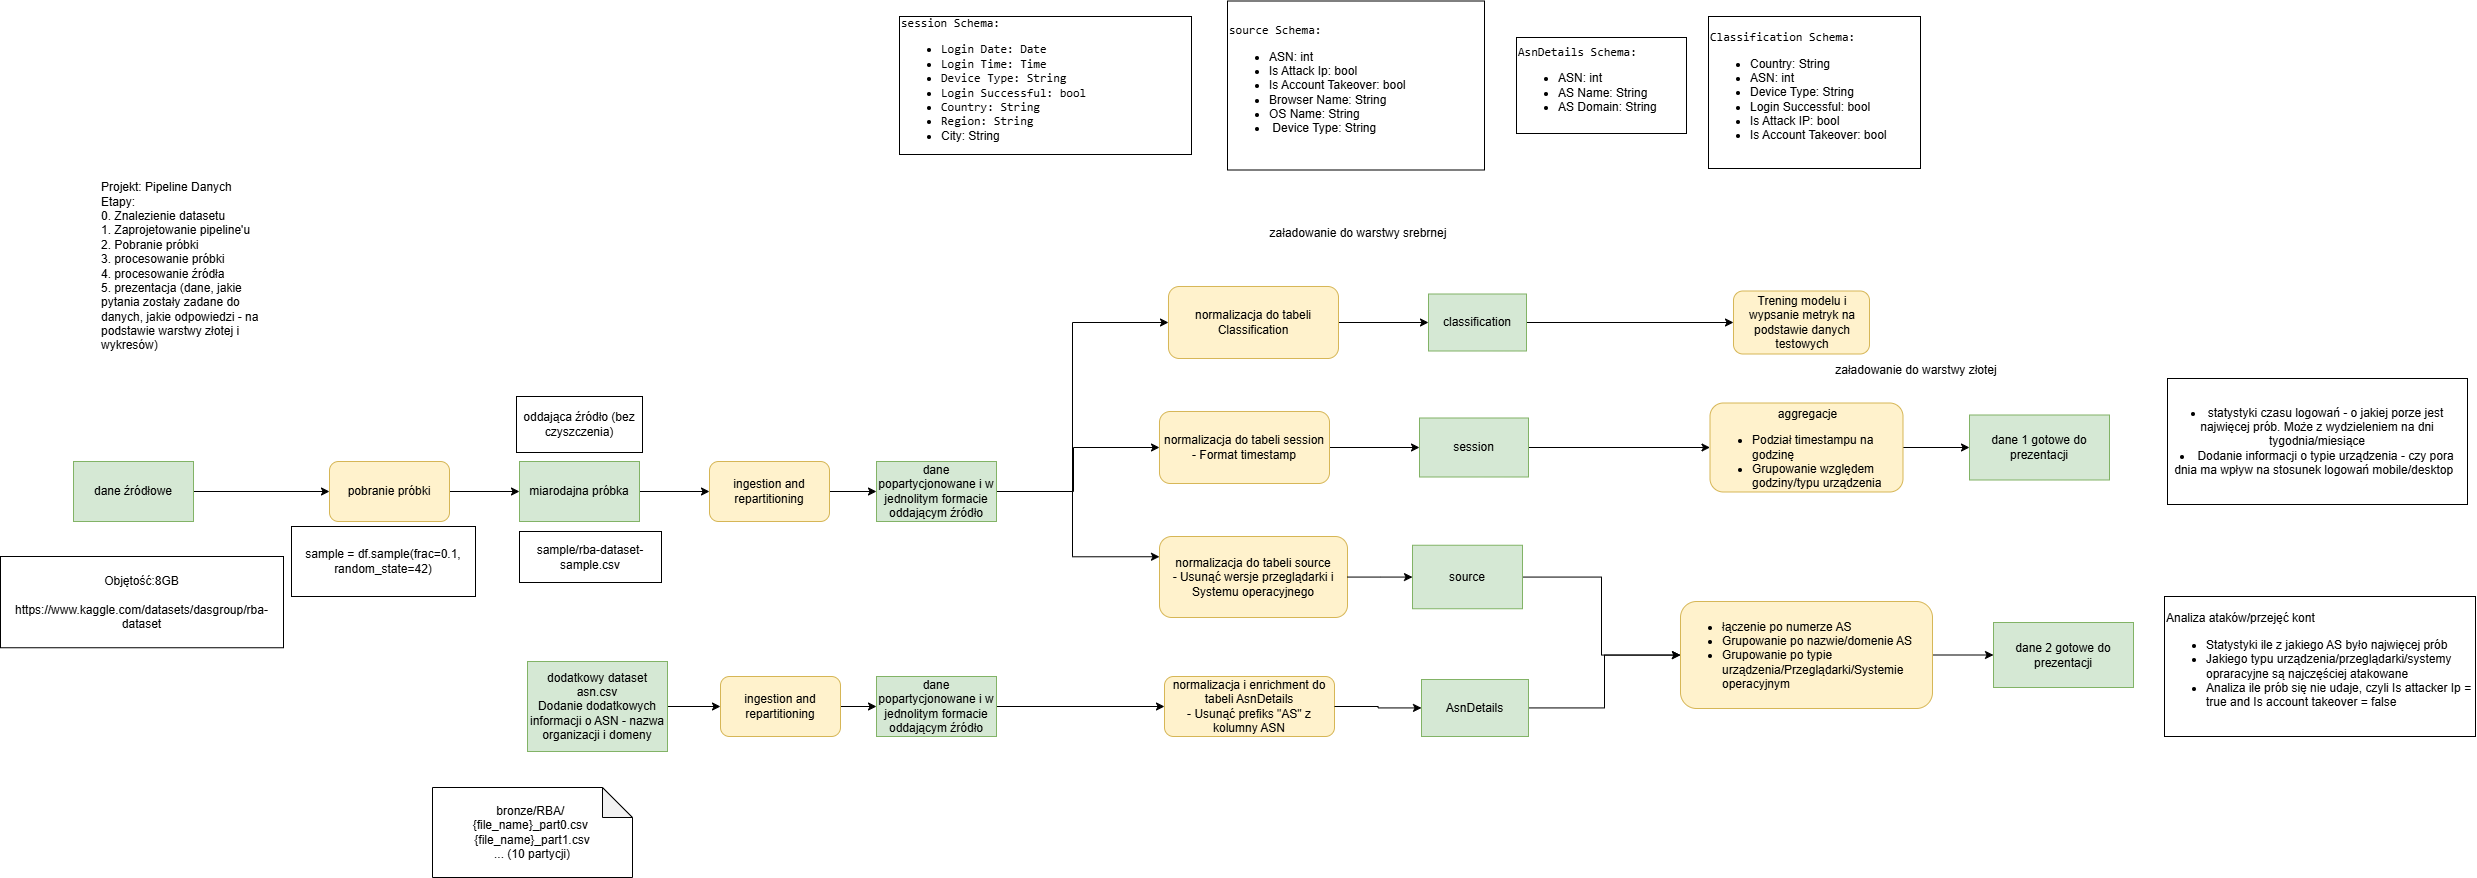 session Schema:
Login Date: Date
Login Time: Time
Device Type: String
Login Successful: bool
Country: String
Region: String
City: String
source Schema:
ASN: int
Is Attack Ip: bool
Is Account Takeover: bool
Browser Name: String
OS Name: String
Device Type: String
AsnDetails Schema:
ASN: int
AS Name: String
AS Domain: String
Classification Schema:
Country: String
ASN: int
Device Type: String
Login Successful: bool
Is Attack IP: bool
Is Account Takeover: bool
Projekt: Pipeline Danych
Etapy:
0. Znalezienie datasetu
1. Zaprojetowanie pipeline'u
2. Pobranie próbki
3. procesowanie próbki
4. procesowanie źródła
5. prezentacja (dane, jakie
pytania zostały zadane do
danych, jakie odpowiedzi - na
podstawie warstwy złotej i
wykresów)
załadowanie do warstwy srebrnej
normalizacja do tabeli
Classification
classification
Trening modelu i
wypsanie metryk na
podstawie danych
testowych
załadowanie do warstwy złotej
oddająca źródło (bez
czyszczenia)
normalizacja do tabeli session
- Format timestamp
session
aggregacje
Podział timestampu na
godzinę
Grupowanie względem
godziny/typu urządzenia
dane 1 gotowe do
prezentacji
statystyki czasu logowań - o jakiej porze jest
najwięcej prób. Może z wydzieleniem na dni
tygodnia/miesiące
Dodanie informacji o typie urządzenia - czy pora
dnia ma wpływ na stosunek logowań mobile/desktop
dane źródłowe
pobranie próbki
miarodajna próbka
ingestion and
repartitioning
dane
popartycjonowane i w
jednolitym formacie
oddającym źródło
sample = df.sample(frac=0.1,
random_state=42)
sample/rba-dataset-
sample.csv
Objętość:8GB
https://www.kaggle.com/datasets/dasgroup/rba-
dataset
normalizacja do tabeli source
- Usunąć wersje przeglądarki i
Systemu operacyjnego
source
łączenie po numerze AS
Grupowanie po nazwie/domenie AS
Grupowanie po typie
urządzenia/Przeglądarki/Systemie
operacyjnym
dane 2 gotowe do
prezentacji
Analiza ataków/przejęć kont
Statystyki ile z jakiego AS było najwięcej prób
Jakiego typu urządzenia/przeglądarki/systemy
opraracyjne są najczęściej atakowane
Analiza ile prób się nie udaje, czyli Is attacker Ip =
true and Is account takeover = false
dodatkowy dataset
asn.csv
Dodanie dodatkowych
informacji o ASN - nazwa
organizacji i domeny
ingestion and
repartitioning
dane
popartycjonowane i w
jednolitym formacie
oddającym źródło
normalizacja i enrichment do
tabeli AsnDetails
- Usunąć prefiks "AS" z
kolumny ASN
AsnDetails
bronze/RBA/
{file_name}_part0.csv
{file_name}_part1.csv
... (10 partycji)